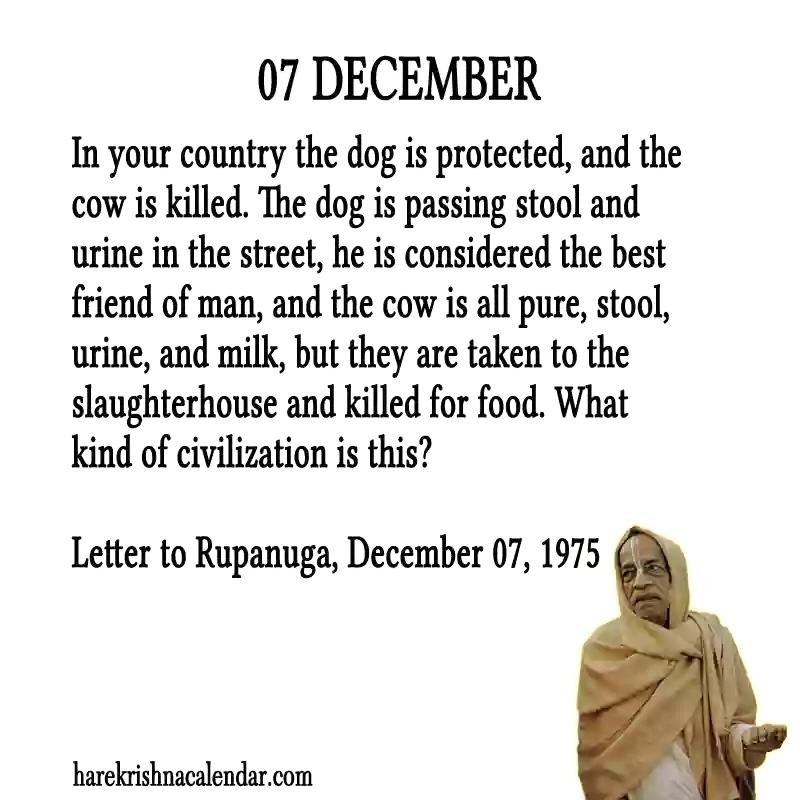 07 DECEMBER
In your country the dog is protected, and the
cow is killed. The dog is passing stool and
urine in the street, he is considered the best
friend of man, and the cow is all pure, stool,
urine, and milk, but they are taken to the
slaughterhouse and killed for food. What
kind of civilization is this?
Letter to Rupanuga, December 07, 1975
harekrishnacalendar.com